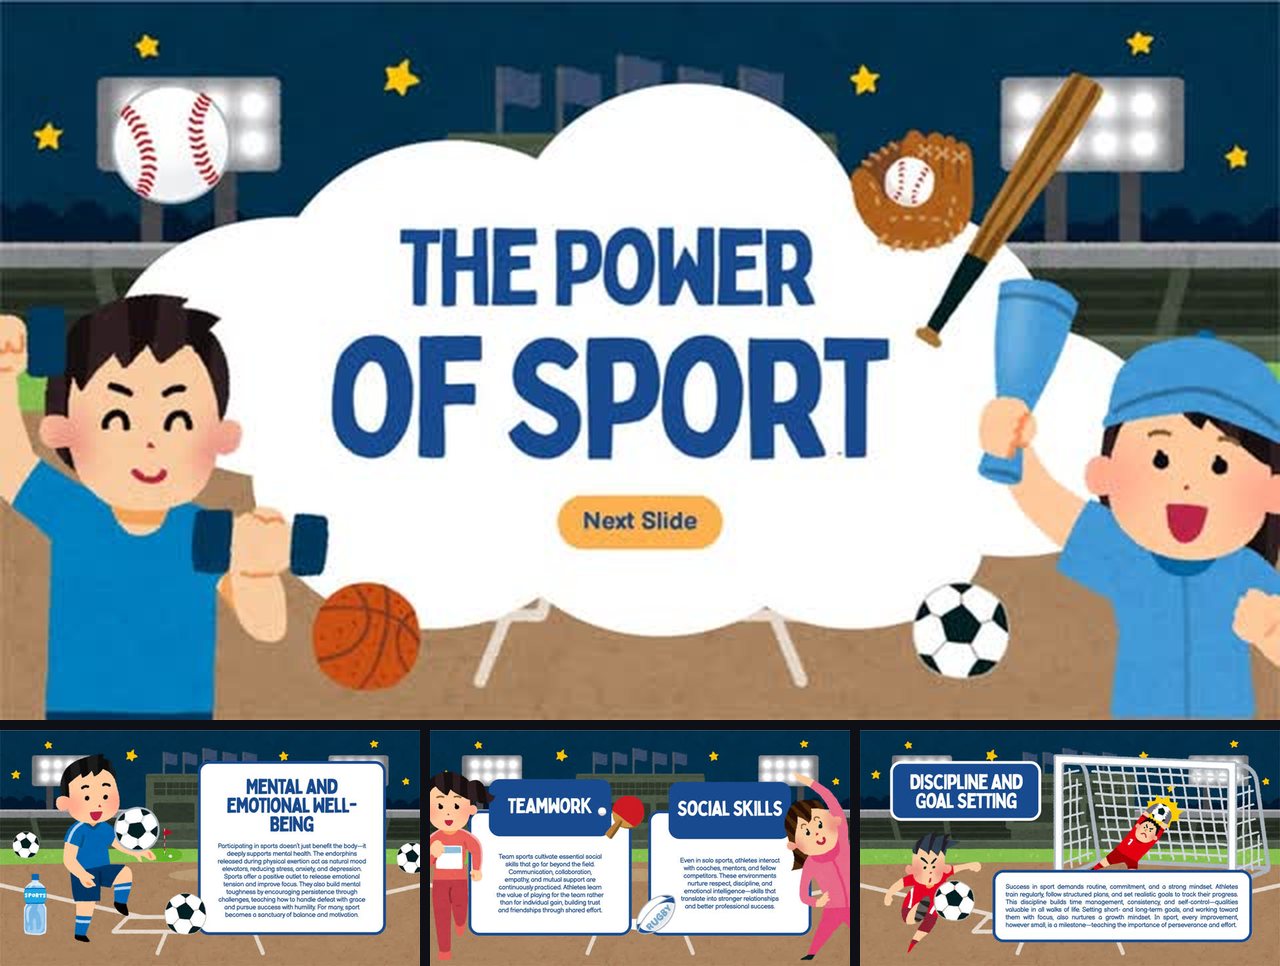 THE POWER
OF SPORT
Next Slide
MENTAL AND
EMOTIONAL WELL-
BEING
Participating in sports doesn't just benefit the body—it
deeply supports mental health. The endorphins
released during physical exertion act as natural mood
elevators, reducing stress, anxiety, and depression.
Sports offer a positive outlet to release emotional
tension and improve focus. They also build mental
toughness by encouraging persistence through
challenges, teaching how to handle defeat with grace
and pursue success with humility. For many, sport
becomes a sanctuary of balance and motivation.
SPORTS
TEAMWORK
Team sports cultivate essential social
skills that go far beyond the field.
Communication, collaboration,
empathy, and mutual support are
continuously practiced. Athletes learn
the value of playing for the team rather
than for individual gain, building trust
and friendships through shared effort.
SOCIAL SKILLS
Even in solo sports, athletes interact
with coaches, mentors, and fellow
competitors. These environments
nurture respect, discipline, and
emotional intelligence—skills that
translate into stronger relationships
and better professional success.
RUGBY
DISCIPLINE AND
GOAL SETTING
Success in sport demands routine, commitment, and a strong mindset. Athletes
train regularly, follow structured plans, and set realistic goals to track their progress.
This discipline builds time management, consistency, and self-control—qualities
valuable in all walks of life. Setting short- and long-term goals, and working toward
them with focus, also nurtures a growth mindset. In sport, every improvement,
however small, is a milestone—teaching the importance of perseverance and effort.